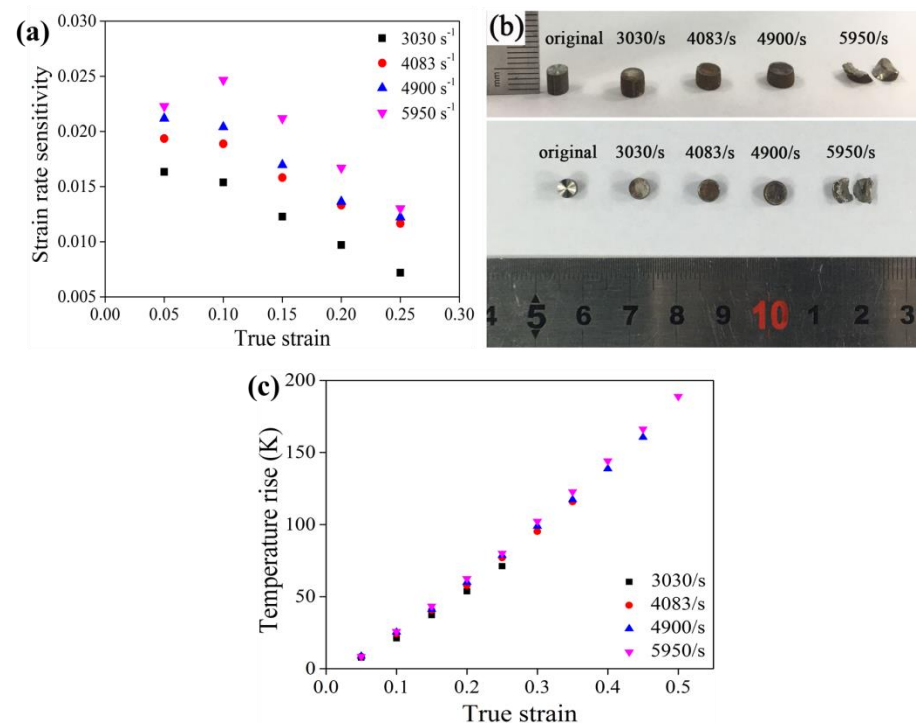 (a)
0.030
0.025
0.020
0.015
0.010
0.005
0.00 0.05 0.10 0.15 0.20 0.25 0.30
Strain rate sensitivity
True strain
3030 s⁻¹
4083 s⁻¹
4900 s⁻¹
5950 s⁻¹
(b)
original 3030/s 4083/s 4900/s 5950/s
mm
original 3030/s 4083/s 4900/s 5950/s
4 5 6 7 8 9 10 1 2 3
(c)
200
150
100
50
0
0.0 0.1 0.2 0.3 0.4 0.5
Temperature rise (K)
True strain
3030/s
4083/s
4900/s
5950/s